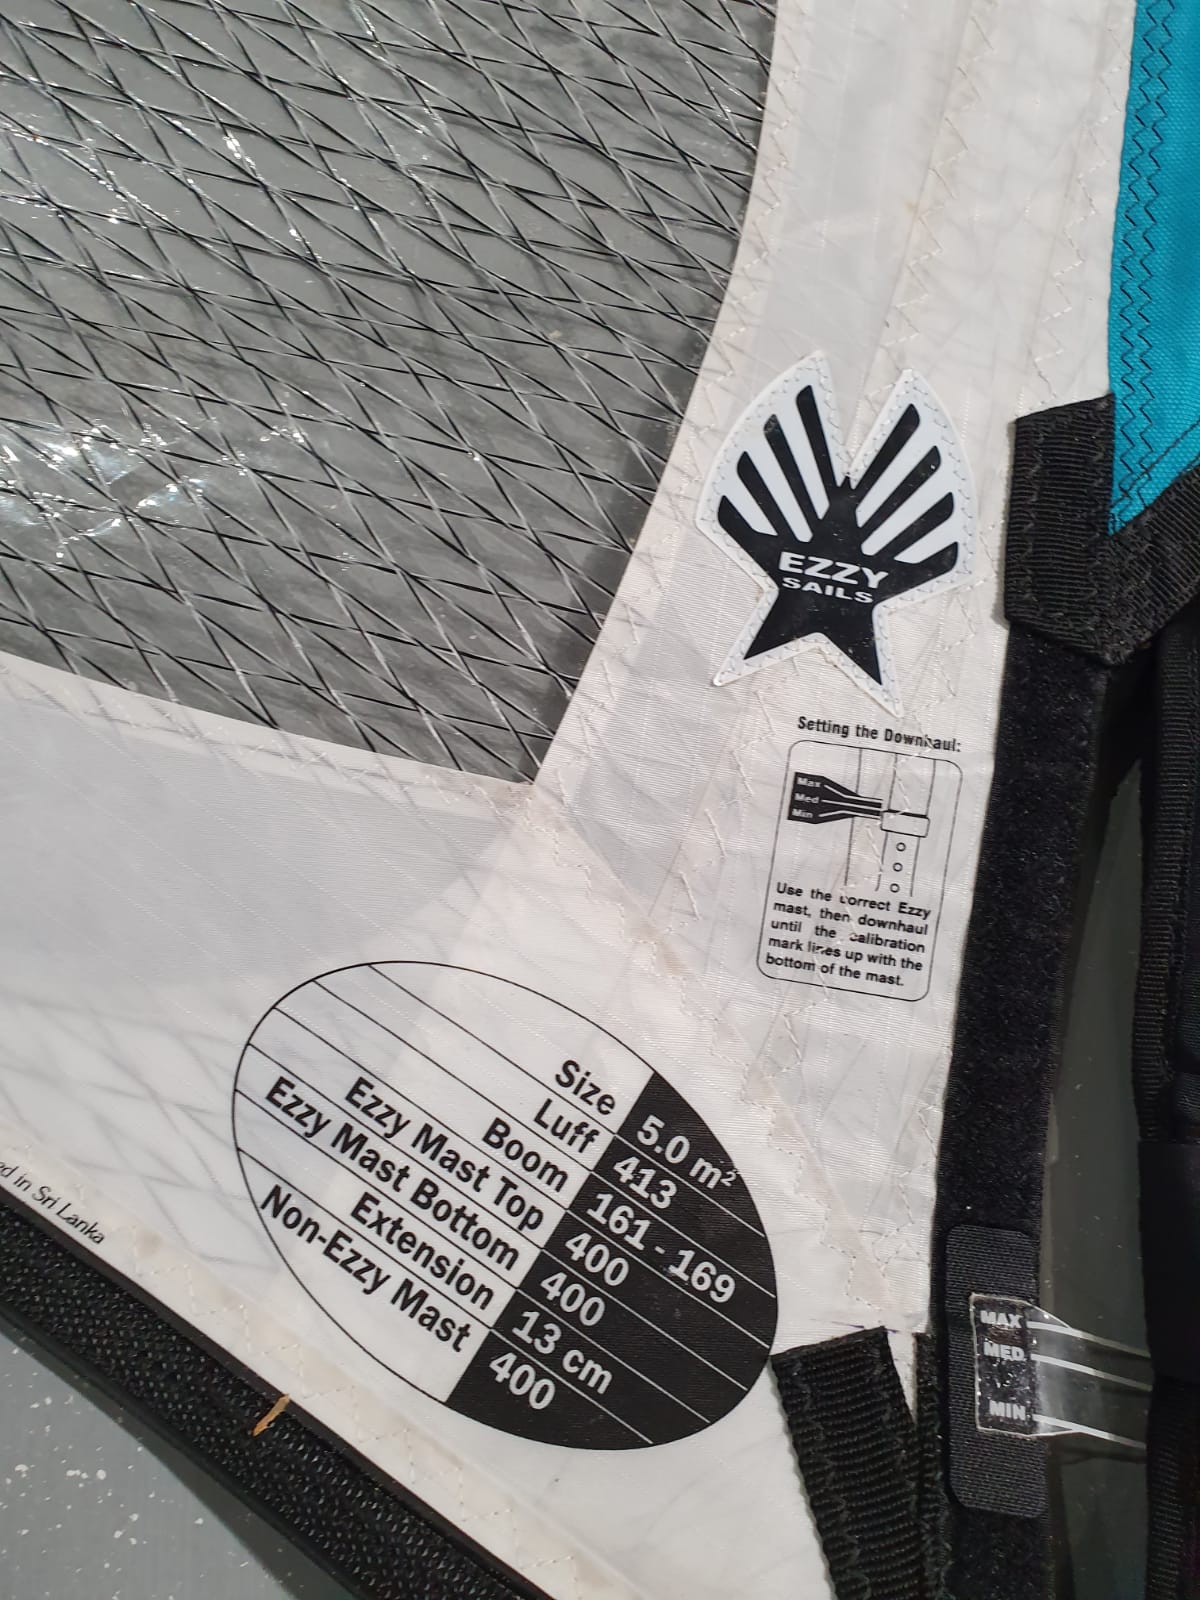 EZZY
SAILS
Setting the Downhaul:
Max
Med
Min
Use the correct Ezzy
mast, then downhaul
until the calibration
mark lines up with the
bottom of the mast.
Size 5.0 m²
Luff 413
Boom 161 - 169
Ezzy Mast Top 400
Ezzy Mast Bottom 400
Extension 13 cm
Non-Ezzy Mast 400
in Sri Lanka
MAX
MED
MIN